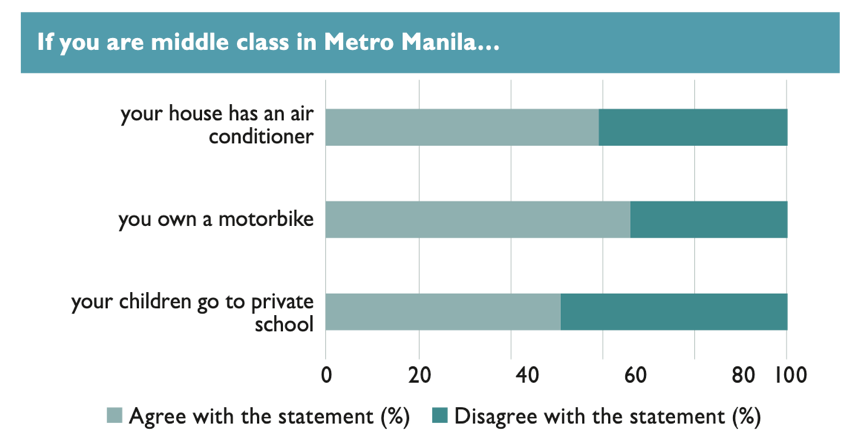 If you are middle class in Metro Manila...
your house has an air
conditioner
you own a motorbike
your children go to private
school
0 20 40 60 80 100
Agree with the statement (%) Disagree with the statement (%)